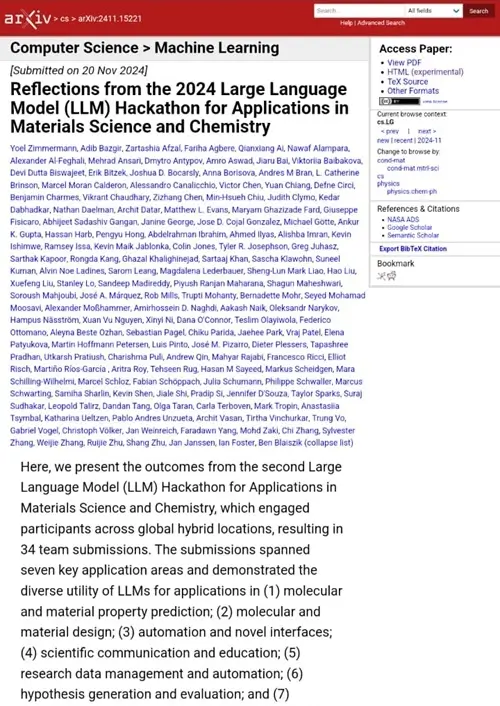 arXiv > cs > arXiv:2411.15221
Search...
All fields
Search
Help | Advanced Search
Computer Science > Machine Learning
[Submitted on 20 Nov 2024]
Reflections from the 2024 Large Language
Model (LLM) Hackathon for Applications in
Materials Science and Chemistry
Yoel Zimmermann, Adib Bazgir, Zartashia Afzal, Fariha Agbere, Qianxiang Ai, Nawaf Alampara,
Alexander Al-Feghali, Mehrad Ansari, Dmytro Antypov, Amro Aswad, Jiaru Bai, Viktoriia Baibakova,
Devi Dutta Biswajeet, Erik Bitzek, Joshua D. Bocarsly, Anna Borisova, Andres M Bran, L. Catherine
Brinson, Marcel Moran Calderon, Alessandro Canalicchio, Victor Chen, Yuan Chiang, Defne Circi,
Benjamin Charmes, Vikrant Chaudhary, Zizhang Chen, Min-Hsueh Chiu, Judith Clymo, Kedar
Dabhadkar, Nathan Daelman, Archit Datar, Matthew L. Evans, Maryam Ghazizade Fard, Giuseppe
Fisicaro, Abhijeet Sadashiv Gangan, Janine George, Jose D. Cojal Gonzalez, Michael Götte, Ankur
K. Gupta, Hassan Harb, Pengyu Hong, Abdelrahman Ibrahim, Ahmed Ilyas, Alishba Imran, Kevin
Ishimwe, Ramsey Issa, Kevin Maik Jablonka, Colin Jones, Tyler R. Josephson, Greg Juhasz,
Sarthak Kapoor, Rongda Kang, Ghazal Khalighinejad, Sartaaj Khan, Sascha Klawohn, Suneel
Kuman, Alvin Noe Ladines, Sarom Leang, Magdalena Lederbauer, Sheng-Lun Mark Liao, Hao Liu,
Xuefeng Liu, Stanley Lo, Sandeep Madireddy, Piyush Ranjan Maharana, Shagun Maheshwari,
Soroush Mahjoubi, José A. Márquez, Rob Mills, Trupti Mohanty, Bernadette Mohr, Seyed Mohamad
Moosavi, Alexander Moßhammer, Amirhossein D. Naghdi, Aakash Naik, Oleksandr Narykov,
Hampus Näsström, Xuan Vu Nguyen, Xinyi Ni, Dana O'Connor, Teslim Olayiwola, Federico
Ottomano, Aleyna Beste Ozhan, Sebastian Pagel, Chiku Parida, Jaehee Park, Vraj Patel, Elena
Patyukova, Martin Hoffmann Petersen, Luis Pinto, José M. Pizarro, Dieter Plessers, Tapashree
Pradhan, Utkarsh Pratiush, Charishma Puli, Andrew Qin, Mahyar Rajabi, Francesco Ricci, Elliot
Risch, Martiño Ríos-García, Aritra Roy, Tehseen Rug, Hasan M Sayeed, Markus Scheidgen, Mara
Schilling-Wilhelmi, Marcel Schloz, Fabian Schöppach, Julia Schumann, Philippe Schwaller, Marcus
Schwarting, Samiha Sharlin, Kevin Shen, Jiale Shi, Pradip Si, Jennifer D'Souza, Taylor Sparks, Suraj
Sudhakar, Leopold Talirz, Dandan Tang, Olga Taran, Carla Terboven, Mark Tropin, Anastasiia
Tsymbal, Katharina Ueltzen, Pablo Andres Unzueta, Archit Vasan, Tirtha Vinchurkar, Trung Vo,
Gabriel Vogel, Christoph Völker, Jan Weinreich, Faradawn Yang, Mohd Zaki, Chi Zhang, Sylvester
Zhang, Weijie Zhang, Ruijie Zhu, Shang Zhu, Jan Janssen, Ian Foster, Ben Blaiszik (collapse list)
Access Paper:
View PDF
HTML (experimental)
TeX Source
Other Formats
view license
Current browse context:
cs.LG
< prev | next >
new | recent | 2024-11
Change to browse by:
cond-mat
cond-mat.mtrl-sci
cs
physics
physics.chem-ph
References & Citations
NASA ADS
Google Scholar
Semantic Scholar
Export BibTeX Citation
Bookmark
Here, we present the outcomes from the second Large
Language Model (LLM) Hackathon for Applications in
Materials Science and Chemistry, which engaged
participants across global hybrid locations, resulting in
34 team submissions. The submissions spanned
seven key application areas and demonstrated the
diverse utility of LLMs for applications in (1) molecular
and material property prediction; (2) molecular and
material design; (3) automation and novel interfaces;
(4) scientific communication and education; (5)
research data management and automation; (6)
hypothesis generation and evaluation; and (7)